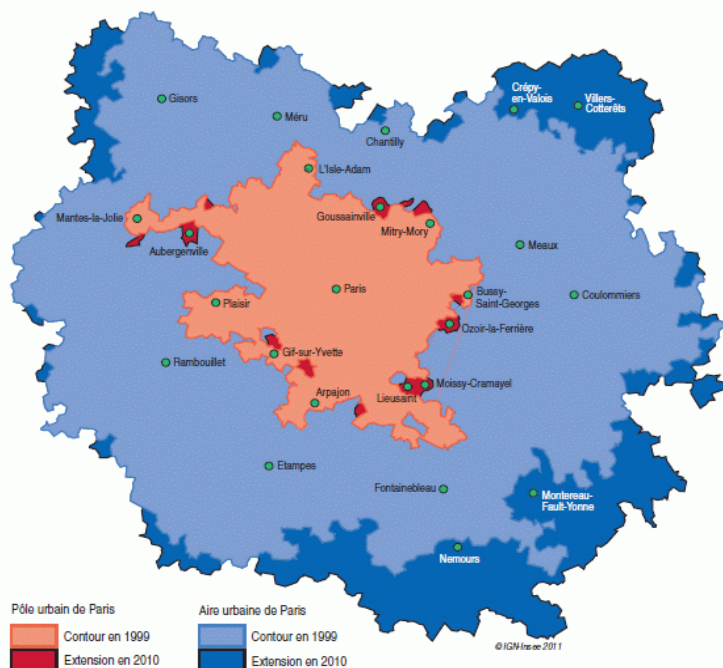 Crépy-
en-Valois
Villers-
Cotterêts
Gisors
Méru
Chantilly
L'Isle-Adam
Goussainville
Mantes-la-Jolie
Mitry-Mory
Aubergenville
Meaux
Paris
Bussy-
Saint-Georges
Coulommiers
Plaisir
Ozoir-la-Ferrière
Gif-sur-Yvette
Rambouillet
Moissy-Cramayel
Lieusaint
Arpajon
Etampes
Fontainebleau
Montereau-
Fault-Yonne
Nemours
Pôle urbain de Paris
Contour en 1999
Extension en 2010
Aire urbaine de Paris
Contour en 1999
Extension en 2010
© IGN-Insee 2011